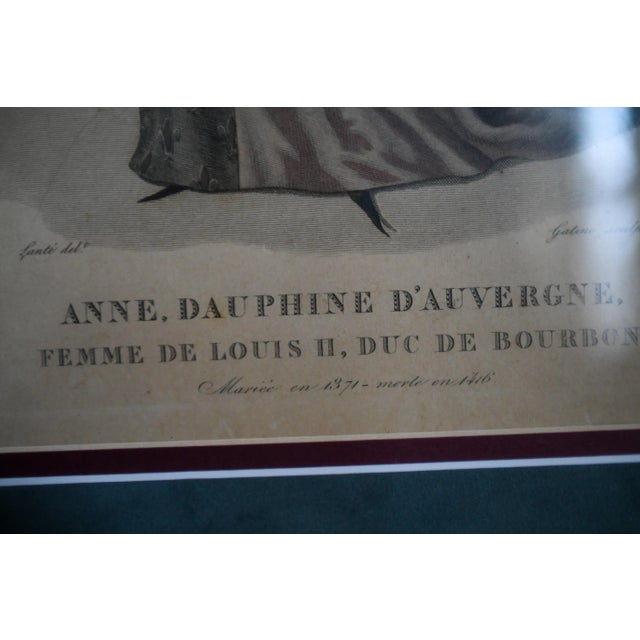 Lanté del.t
Gatine sculp
ANNE, DAUPHINE D'AUVERGNE,
FEMME DE LOUIS II, DUC DE BOURBON
Mariée en 1371 - morte en 1416